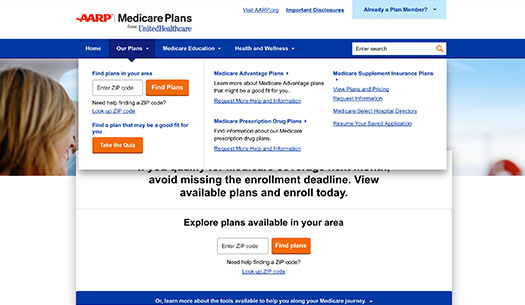 Visit AARP.org
Important Disclosures
Already a Plan Member?
AARP | Medicare Plans
from UnitedHealthcare
Home
Our Plans
Medicare Education
Health and Wellness
Enter search
Find plans in your area
Enter ZIP code
Find Plans
Need help finding a ZIP code?
Look up ZIP code
Find a plan that may be a good fit for
you
Take the Quiz
Medicare Advantage Plans
Learn more about Medicare Advantage plans
that might be a good fit for you.
Request More Help and Information
Medicare Prescription Drug Plans
Find information about our Medicare
prescription drug plans.
Request More Help and Information
Medicare Supplement Insurance Plans
View Plans and Pricing
Request Information
Medicare Select Hospital Directory
Resume Your Saved Application
If you qualify for Medicare coverage next month,
avoid missing the enrollment deadline. View
available plans and enroll today.
Explore plans available in your area
Enter ZIP code
Find plans
Need help finding a ZIP code?
Look up ZIP code
Or, learn more about the tools available to help you along your Medicare journey.